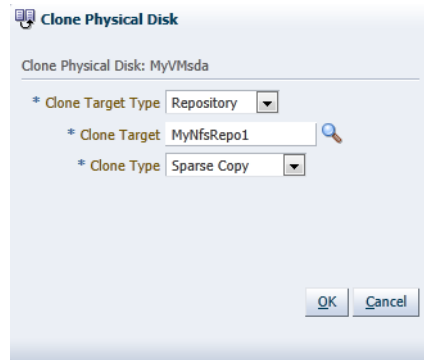 Clone Physical Disk
Clone Physical Disk: MyVMsda
* Clone Target Type Repository
* Clone Target MyNfsRepo1
* Clone Type Sparse Copy
OK Cancel